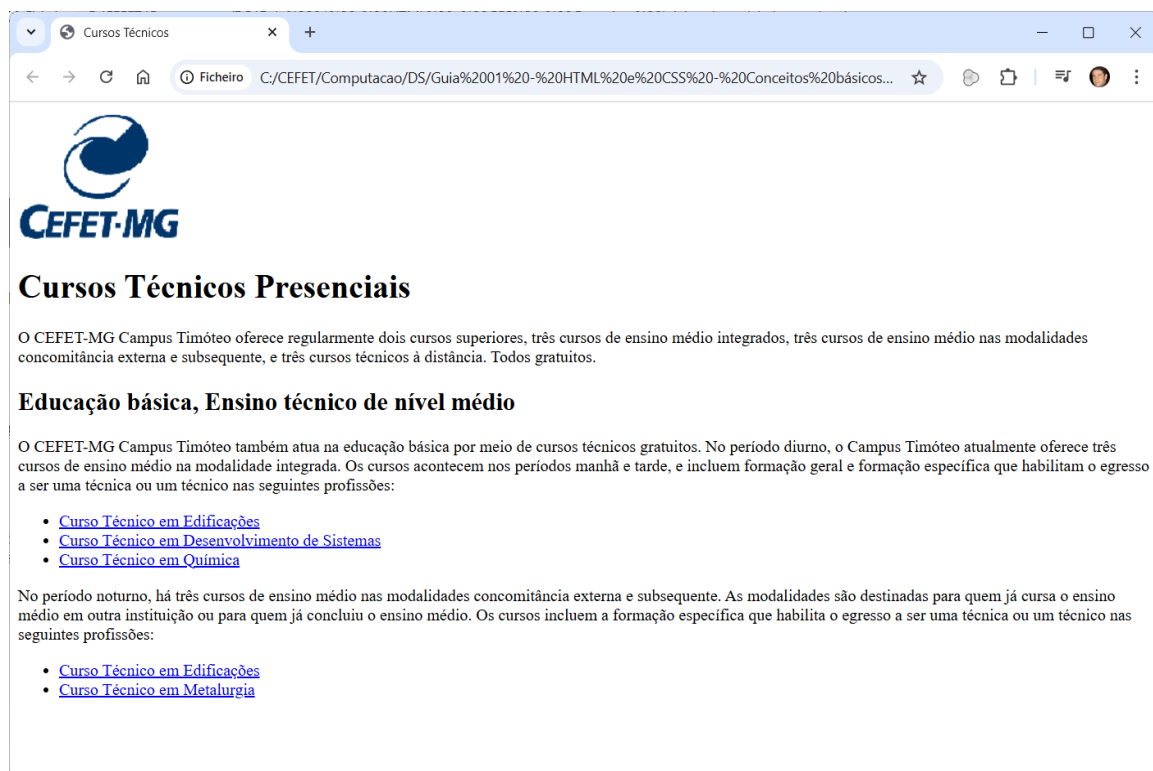 Cursos Técnicos
Ficheiro C:/CEFET/Computacao/DS/Guia%2001%20-%20HTML%20e%20CSS%20-%20Conceitos%20básicos...
CEFET-MG
Cursos Técnicos Presenciais
O CEFET-MG Campus Timóteo oferece regularmente dois cursos superiores, três cursos de ensino médio integrados, três cursos de ensino médio nas modalidades
concomitância externa e subsequente, e três cursos técnicos à distância. Todos gratuitos.
Educação básica, Ensino técnico de nível médio
O CEFET-MG Campus Timóteo também atua na educação básica por meio de cursos técnicos gratuitos. No período diurno, o Campus Timóteo atualmente oferece três
cursos de ensino médio na modalidade integrada. Os cursos acontecem nos períodos manhã e tarde, e incluem formação geral e formação específica que habilitam o egresso
a ser uma técnica ou um técnico nas seguintes profissões:
• Curso Técnico em Edificações
• Curso Técnico em Desenvolvimento de Sistemas
• Curso Técnico em Química
No período noturno, há três cursos de ensino médio nas modalidades concomitância externa e subsequente. As modalidades são destinadas para quem já cursa o ensino
médio em outra instituição ou para quem já concluiu o ensino médio. Os cursos incluem a formação específica que habilita o egresso a ser uma técnica ou um técnico nas
seguintes profissões:
• Curso Técnico em Edificações
• Curso Técnico em Metalurgia